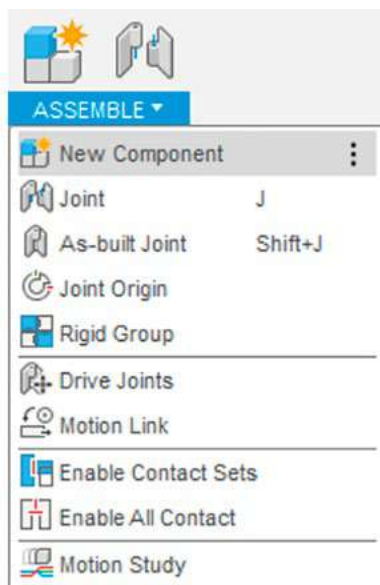 ASSEMBLE
New Component
Joint J
As-built Joint Shift+J
Joint Origin
Rigid Group
Drive Joints
Motion Link
Enable Contact Sets
Enable All Contact
Motion Study